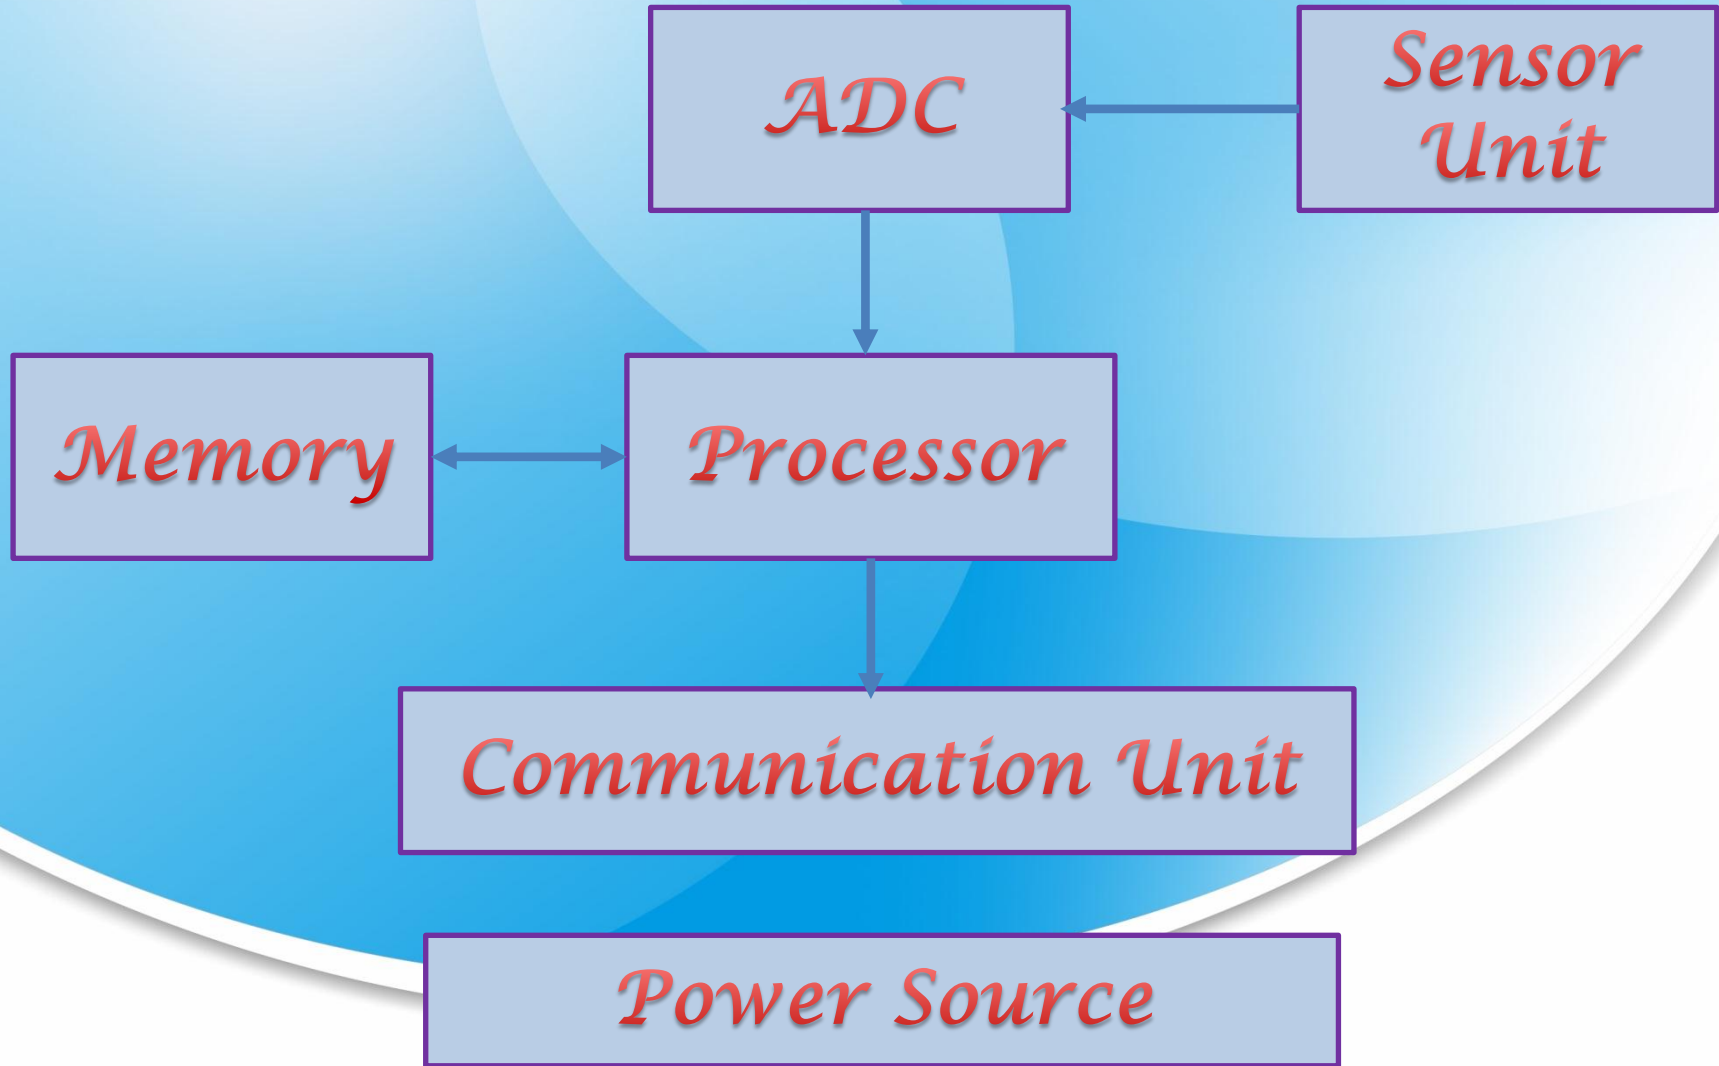 ADC
Sensor
Unit
Memory
Processor
Communication Unit
Power Source